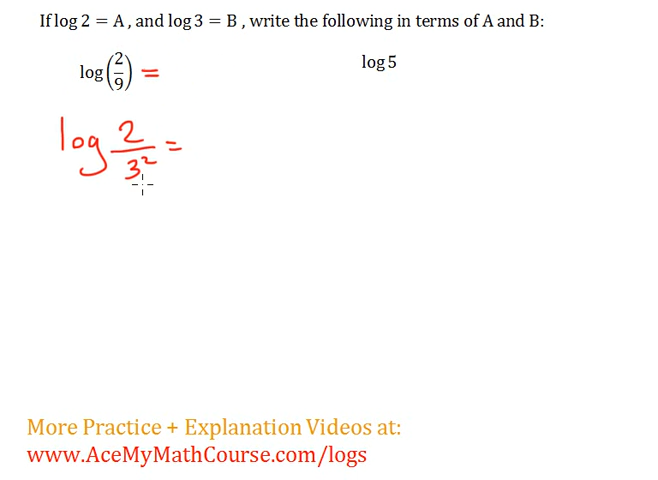 If log 2 = A , and log 3 = B , write the following in terms of A and B:
log(2/9) =
log 5
log 2/3² =
More Practice + Explanation Videos at:
www.AceMyMathCourse.com/logs